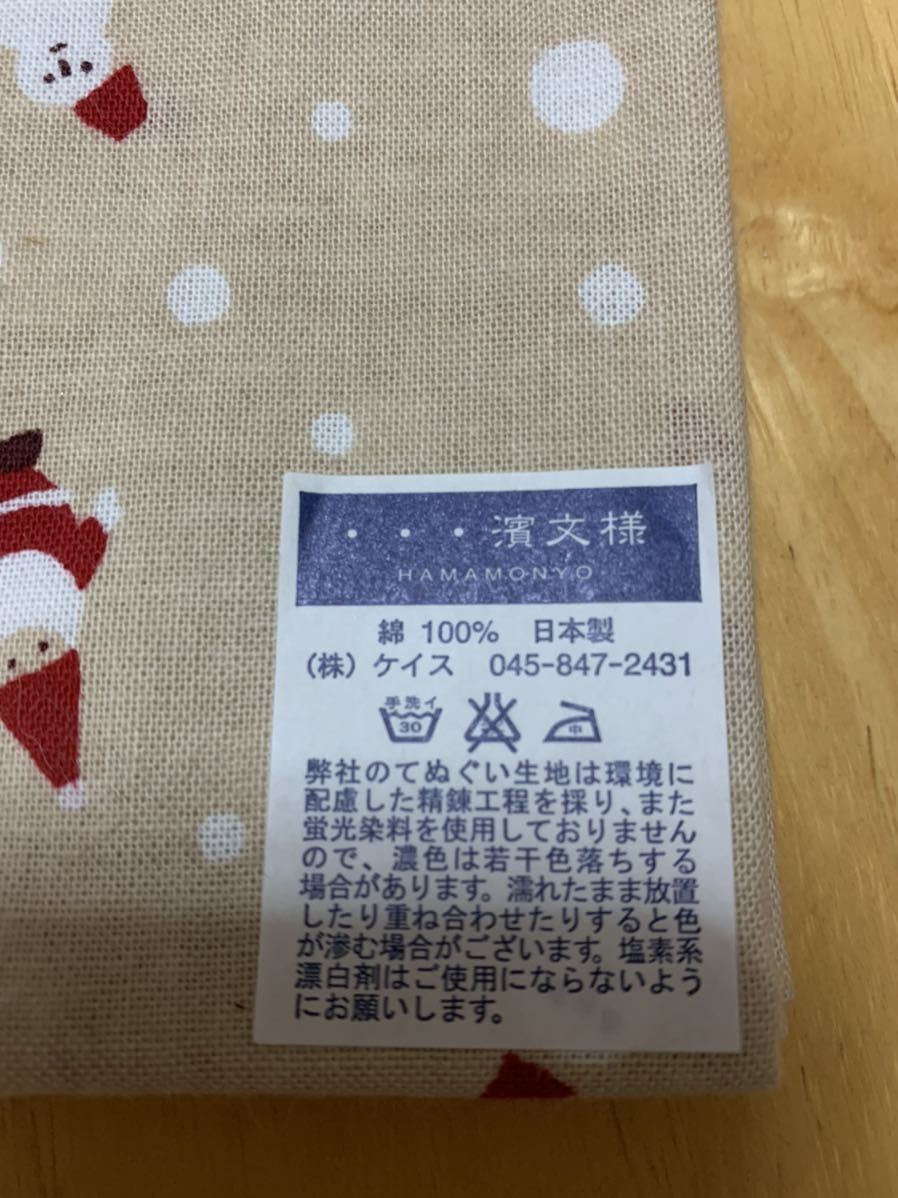 ・・・濱文様
HAMAMONYO
綿 100% 日本製
(株) ケイス 045-847-2431
手洗イ
30 中
弊社のてぬぐい生地は環境に
配慮した精錬工程を採り、また
蛍光染料を使用しておりません
ので、濃色は若干色落ちする
場合があります。濡れたまま放置
したり重ね合わせたりすると色
が滲む場合がございます。塩素系
漂白剤はご使用にならないよう
にお願いします。